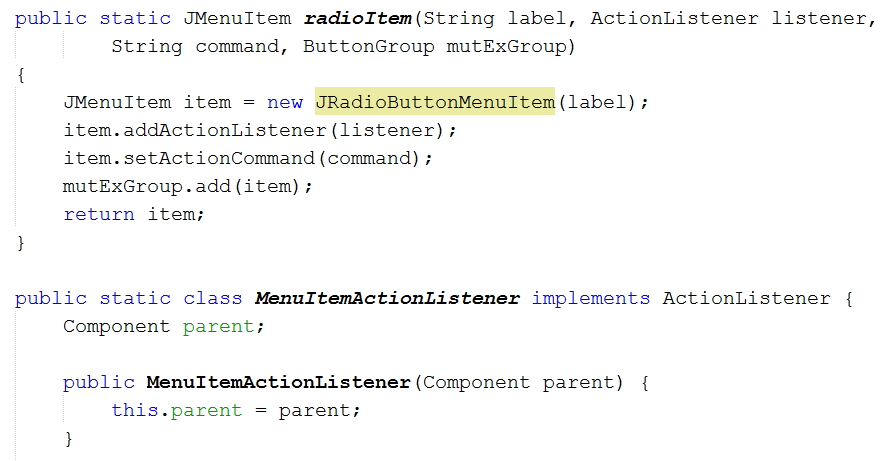 public static JMenuItem radioItem(String label, ActionListener listener,
        String command, ButtonGroup mutExGroup)
{
    JMenuItem item = new JRadioButtonMenuItem(label);
    item.addActionListener(listener);
    item.setActionCommand(command);
    mutExGroup.add(item);
    return item;
}

public static class MenuItemActionListener implements ActionListener {
    Component parent;

    public MenuItemActionListener(Component parent) {
        this.parent = parent;
    }